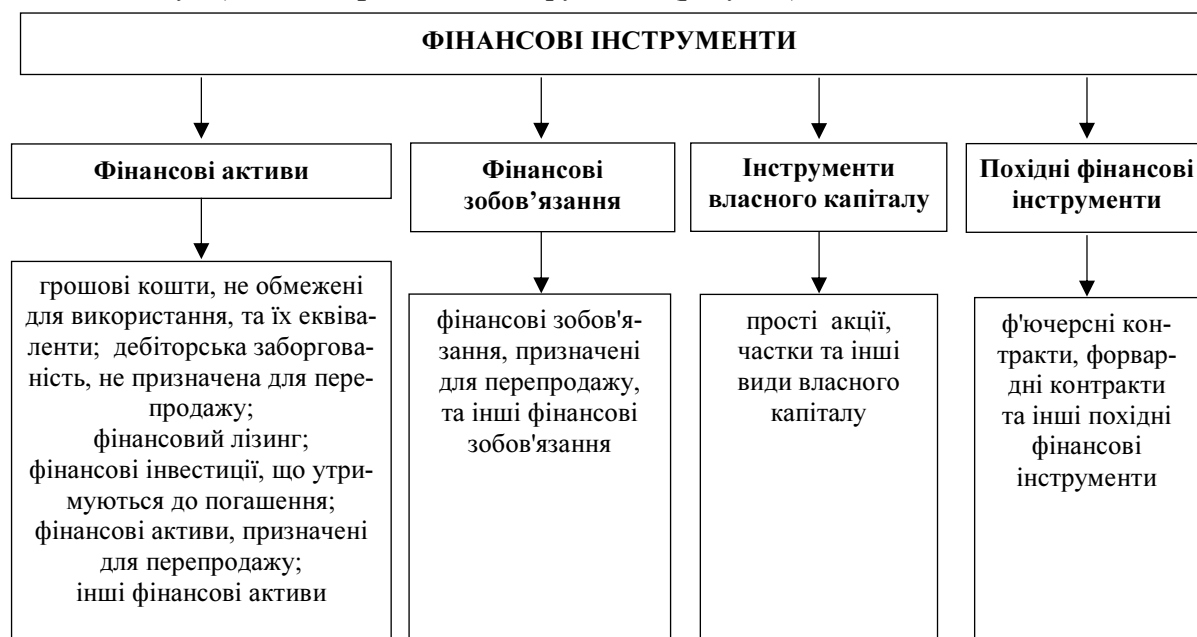 ФІНАНСОВІ ІНСТРУМЕНТИ
Фінансові активи
Фінансові
зобов’язання
Інструменти
власного капіталу
Похідні фінансові
інструменти
грошові кошти, не обмежені
для використання, та їх еквіва-
ленти; дебіторська заборгова-
ність, не призначена для пере-
продажу;
фінансовий лізинг;
фінансові інвестиції, що утри-
муються до погашення;
фінансові активи, призначені
для перепродажу;
інші фінансові активи
фінансові зобов'я-
зання, призначені
для перепродажу,
та інші фінансові
зобов'язання
прості акції,
частки та інші
види власного
капіталу
ф'ючерсні кон-
тракти, форвар-
дні контракти
та інші похідні
фінансові
інструменти